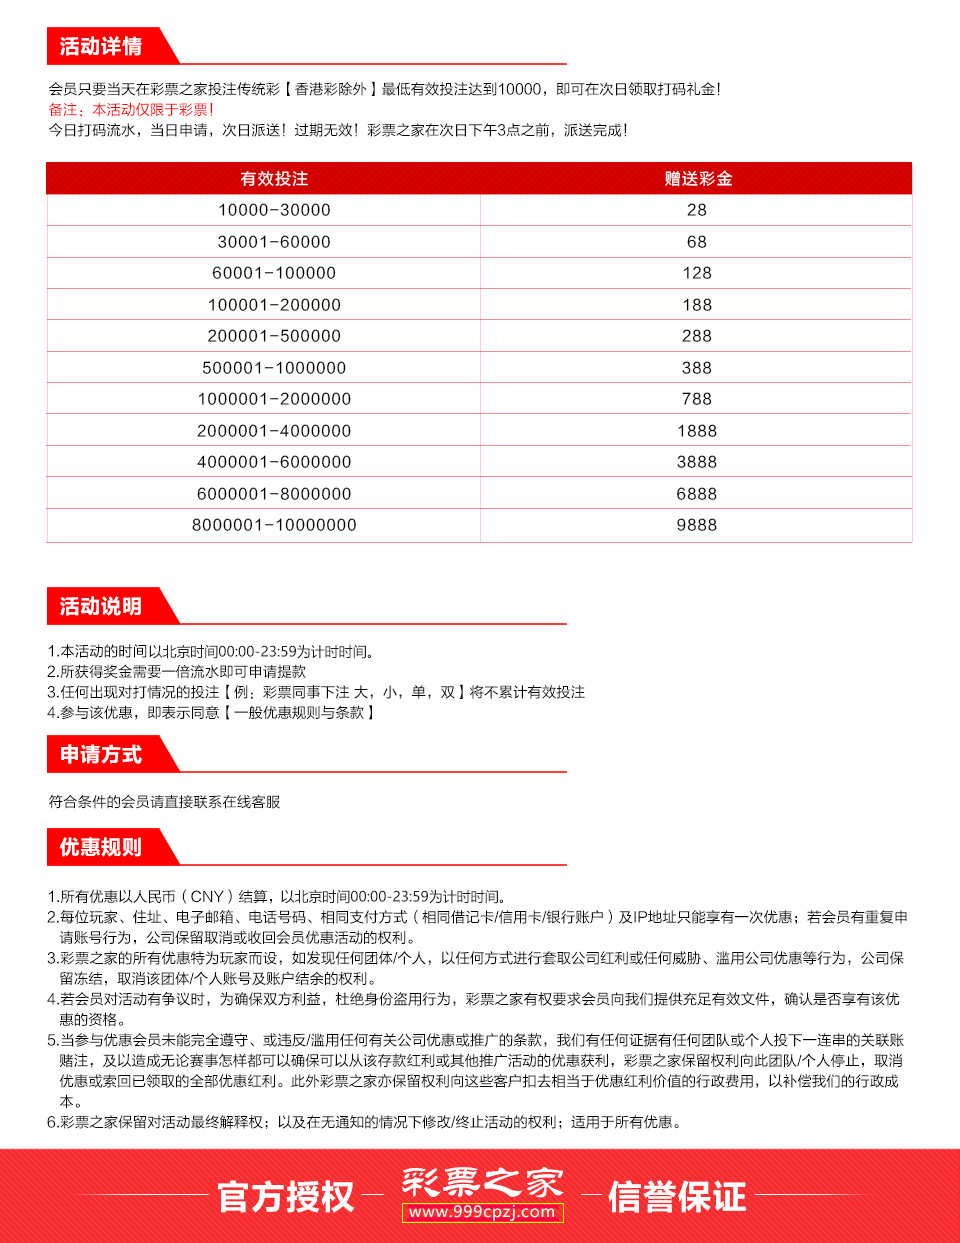 活动详情
会员只要当天在彩票之家投注传统彩【香港彩除外】最低有效投注达到10000，即可在次日领取打码礼金！
备注：本活动仅限于彩票！
今日打码流水，当日申请，次日派送！过期无效！彩票之家在次日下午3点之前，派送完成！
有效投注 赠送彩金
10000-30000 28
30001-60000 68
60001-100000 128
100001-200000 188
200001-500000 288
500001-1000000 388
1000001-2000000 788
2000001-4000000 1888
4000001-6000000 3888
6000001-8000000 6888
8000001-10000000 9888
活动说明
1.本活动的时间以北京时间00:00-23:59为计时时间。
2.所获得奖金需要一倍流水即可申请提款
3.任何出现对打情况的投注【例；彩票同事下注 大，小，单，双】将不累计有效投注
4.参与该优惠，即表示同意【一般优惠规则与条款】
申请方式
符合条件的会员请直接联系在线客服
优惠规则
1.所有优惠以人民币（CNY）结算，以北京时间00:00-23:59为计时时间。
2.每位玩家、住址、电子邮箱、电话号码、相同支付方式（相同借记卡/信用卡/银行账户）及IP地址只能享有一次优惠；若会员有重复申
请账号行为，公司保留取消或收回会员优惠活动的权利。
3.彩票之家的所有优惠特为玩家而设，如发现任何团体/个人，以任何方式进行套取公司红利或任何威胁、滥用公司优惠等行为，公司保
留冻结，取消该团体/个人账号及账户结余的权利。
4.若会员对活动有争议时，为确保双方利益，杜绝身份盗用行为，彩票之家有权要求会员向我们提供充足有效文件，确认是否享有该优
惠的资格。
5.当参与优惠会员未能完全遵守、或违反/滥用任何有关公司优惠或推广的条款，我们有任何证据有任何团队或个人投下一连串的关联账
赌注，及以造成无论赛事怎样都可以确保可以从该存款红利或其他推广活动的优惠获利，彩票之家保留权利向此团队/个人停止，取消
优惠或索回已领取的全部优惠红利。此外彩票之家亦保留权利向这些客户扣去相当于优惠红利价值的行政费用，以补偿我们的行政成
本。
6.彩票之家保留对活动最终解释权；以及在无通知的情况下修改/终止活动的权利；适用于所有优惠。
官方授权 彩票之家 信誉保证
www.999cpzj.com